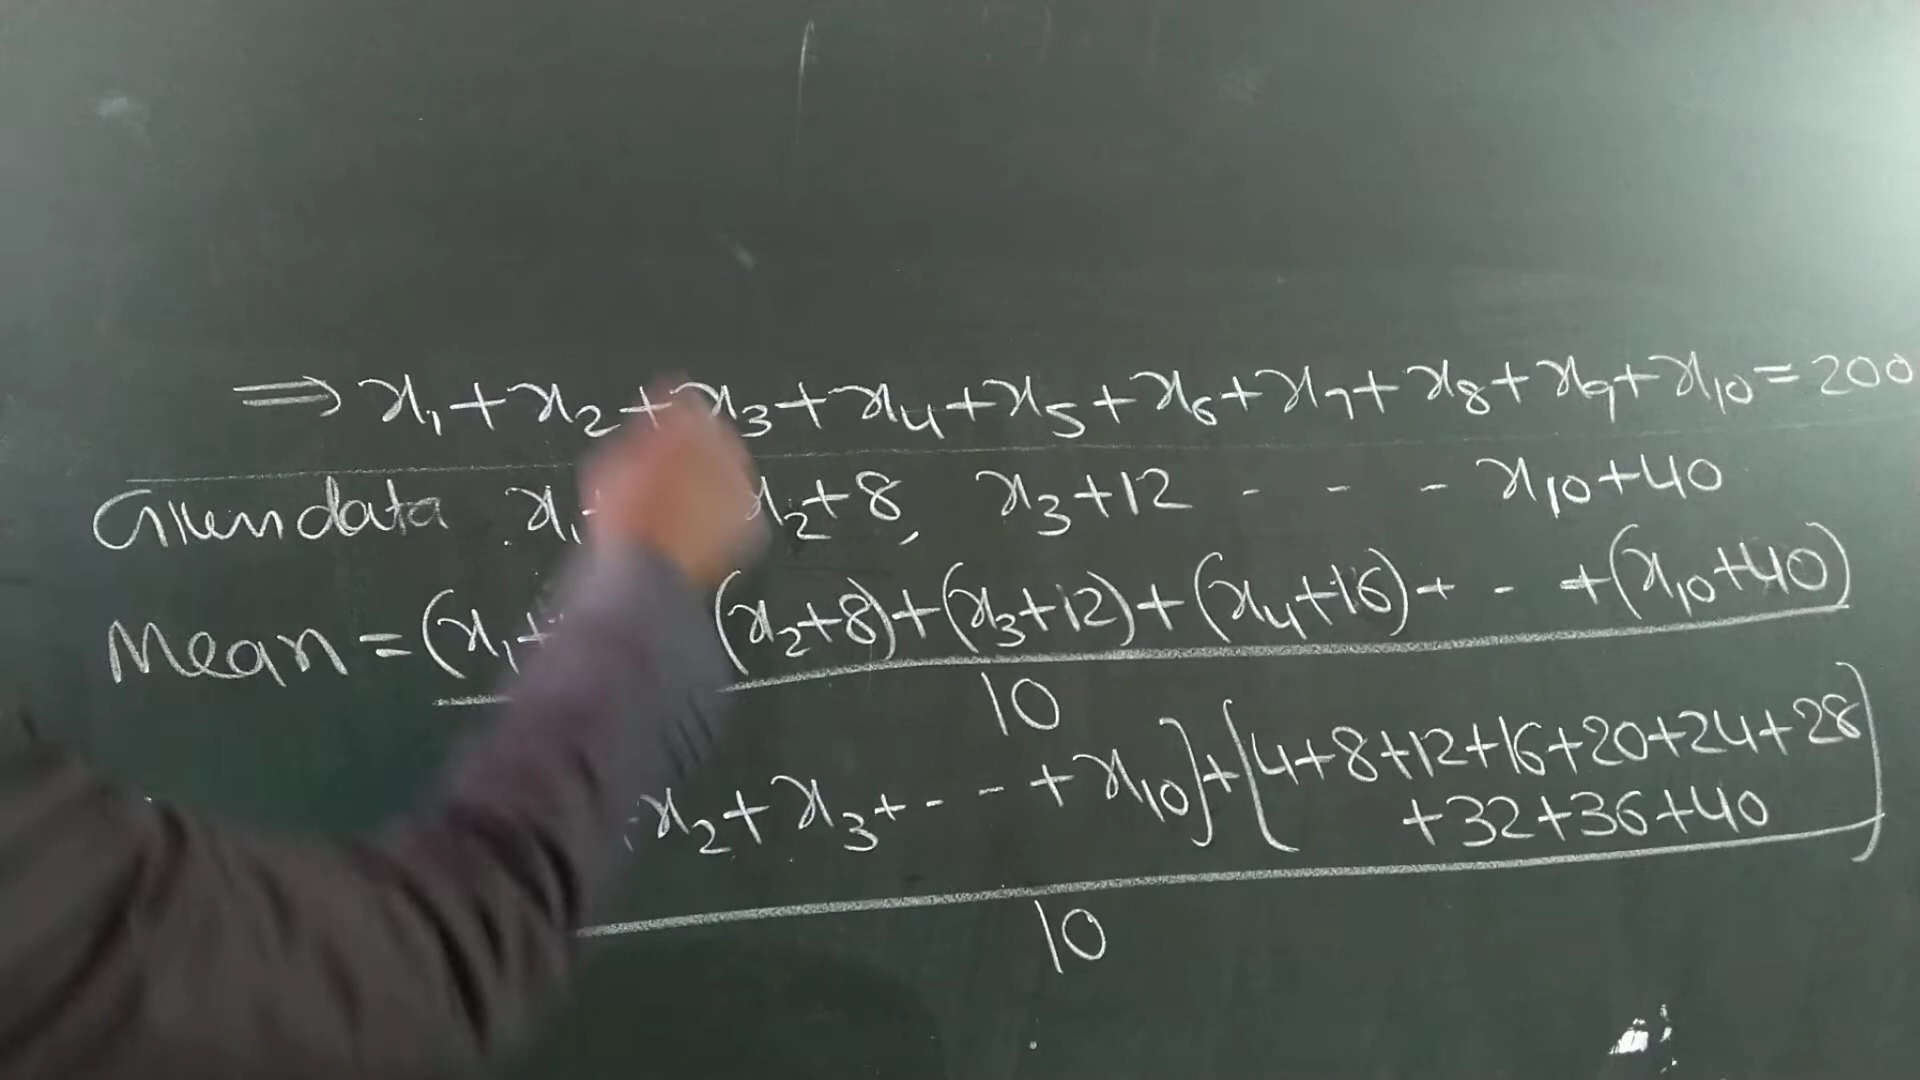 ⇒ x₁+x₂+x₃+x₄+x₅+x₆+x₇+x₈+x₉+x₁₀=200
Given data x₁ x₂+8, x₃+12 - - - x₁₀+40
Mean = (x₁+ (x₂+8)+(x₃+12)+(x₄+16)+ - - +(x₁₀+40)
10
x₂+x₃+- - - +x₁₀]+[4+8+12+16+20+24+28
+32+36+40]
10